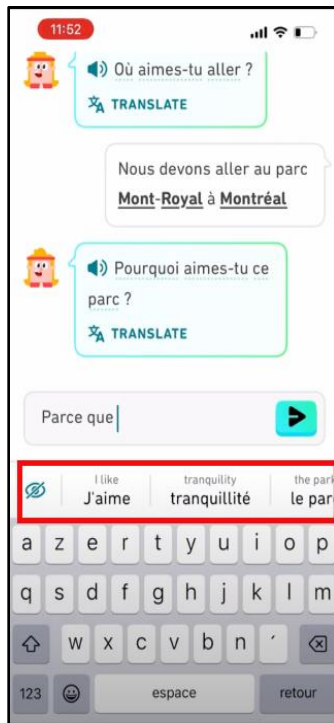 11:52
Où aimes-tu aller ?
TRANSLATE
Nous devons aller au parc
Mont-Royal à Montréal
Pourquoi aimes-tu ce
parc ?
TRANSLATE
Parce que
I like tranquility the park
J'aime tranquillité le parc
a z e r t y u i o p
q s d f g h j k l m
w x c v b n ´
123 espace retour